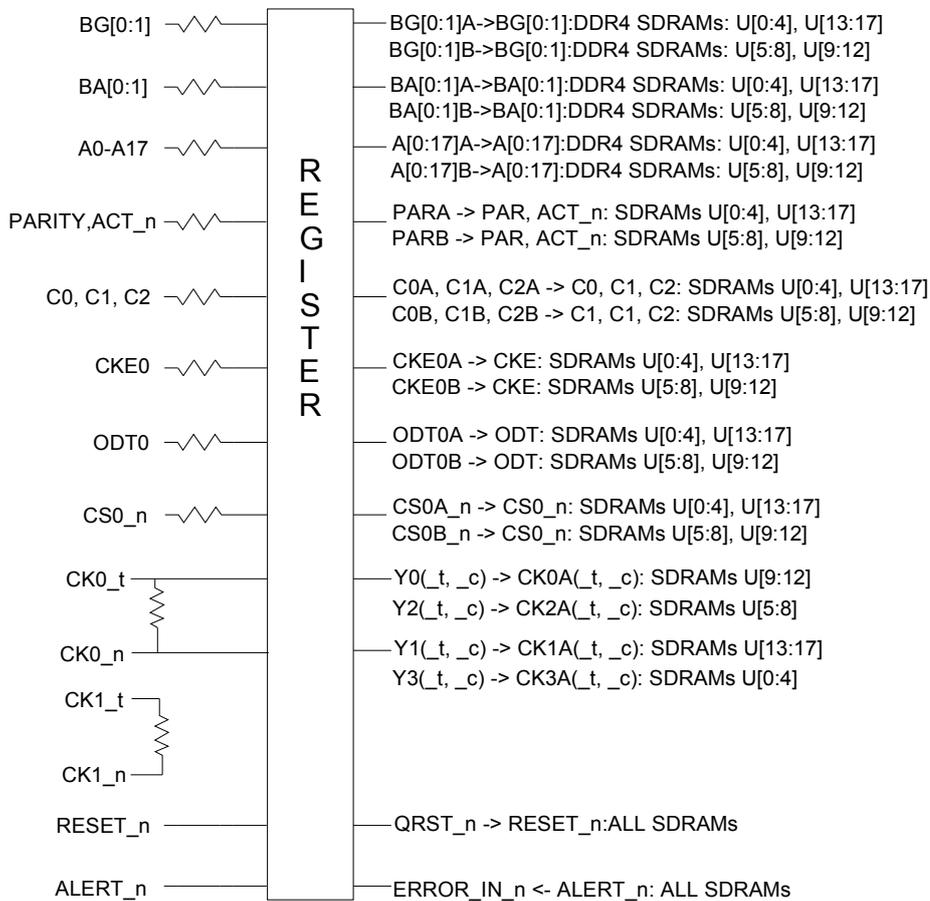 BG[0:1]
BG[0:1]A->BG[0:1]:DDR4 SDRAMs: U[0:4], U[13:17]
BG[0:1]B->BG[0:1]:DDR4 SDRAMs: U[5:8], U[9:12]
BA[0:1]
BA[0:1]A->BA[0:1]:DDR4 SDRAMs: U[0:4], U[13:17]
BA[0:1]B->BA[0:1]:DDR4 SDRAMs: U[5:8], U[9:12]
A0-A17
A[0:17]A->A[0:17]:DDR4 SDRAMs: U[0:4], U[13:17]
A[0:17]B->A[0:17]:DDR4 SDRAMs: U[5:8], U[9:12]
REGISTER
PARITY,ACT_n
PARA -> PAR, ACT_n: SDRAMs U[0:4], U[13:17]
PARB -> PAR, ACT_n: SDRAMs U[5:8], U[9:12]
C0, C1, C2
C0A, C1A, C2A -> C0, C1, C2: SDRAMs U[0:4], U[13:17]
C0B, C1B, C2B -> C1, C1, C2: SDRAMs U[5:8], U[9:12]
CKE0
CKE0A -> CKE: SDRAMs U[0:4], U[13:17]
CKE0B -> CKE: SDRAMs U[5:8], U[9:12]
ODT0
ODT0A -> ODT: SDRAMs U[0:4], U[13:17]
ODT0B -> ODT: SDRAMs U[5:8], U[9:12]
CS0_n
CS0A_n -> CS0_n: SDRAMs U[0:4], U[13:17]
CS0B_n -> CS0_n: SDRAMs U[5:8], U[9:12]
CK0_t
Y0(_t, _c) -> CK0A(_t, _c): SDRAMs U[9:12]
Y2(_t, _c) -> CK2A(_t, _c): SDRAMs U[5:8]
CK0_n
Y1(_t, _c) -> CK1A(_t, _c): SDRAMs U[13:17]
Y3(_t, _c) -> CK3A(_t, _c): SDRAMs U[0:4]
CK1_t
CK1_n
RESET_n
QRST_n -> RESET_n:ALL SDRAMs
ALERT_n
ERROR_IN_n <- ALERT_n: ALL SDRAMs